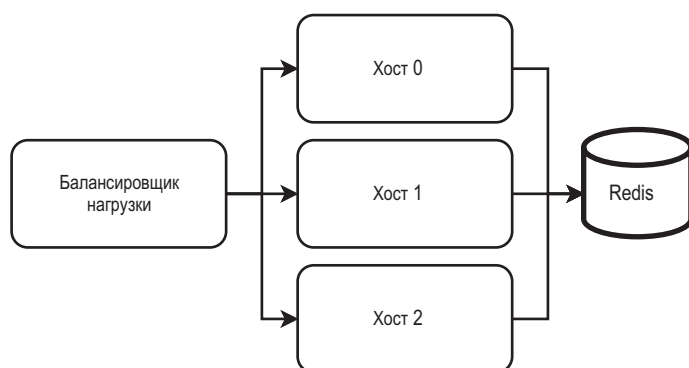 Хост 0
Балансировщик
нагрузки
Хост 1
Redis
Хост 2